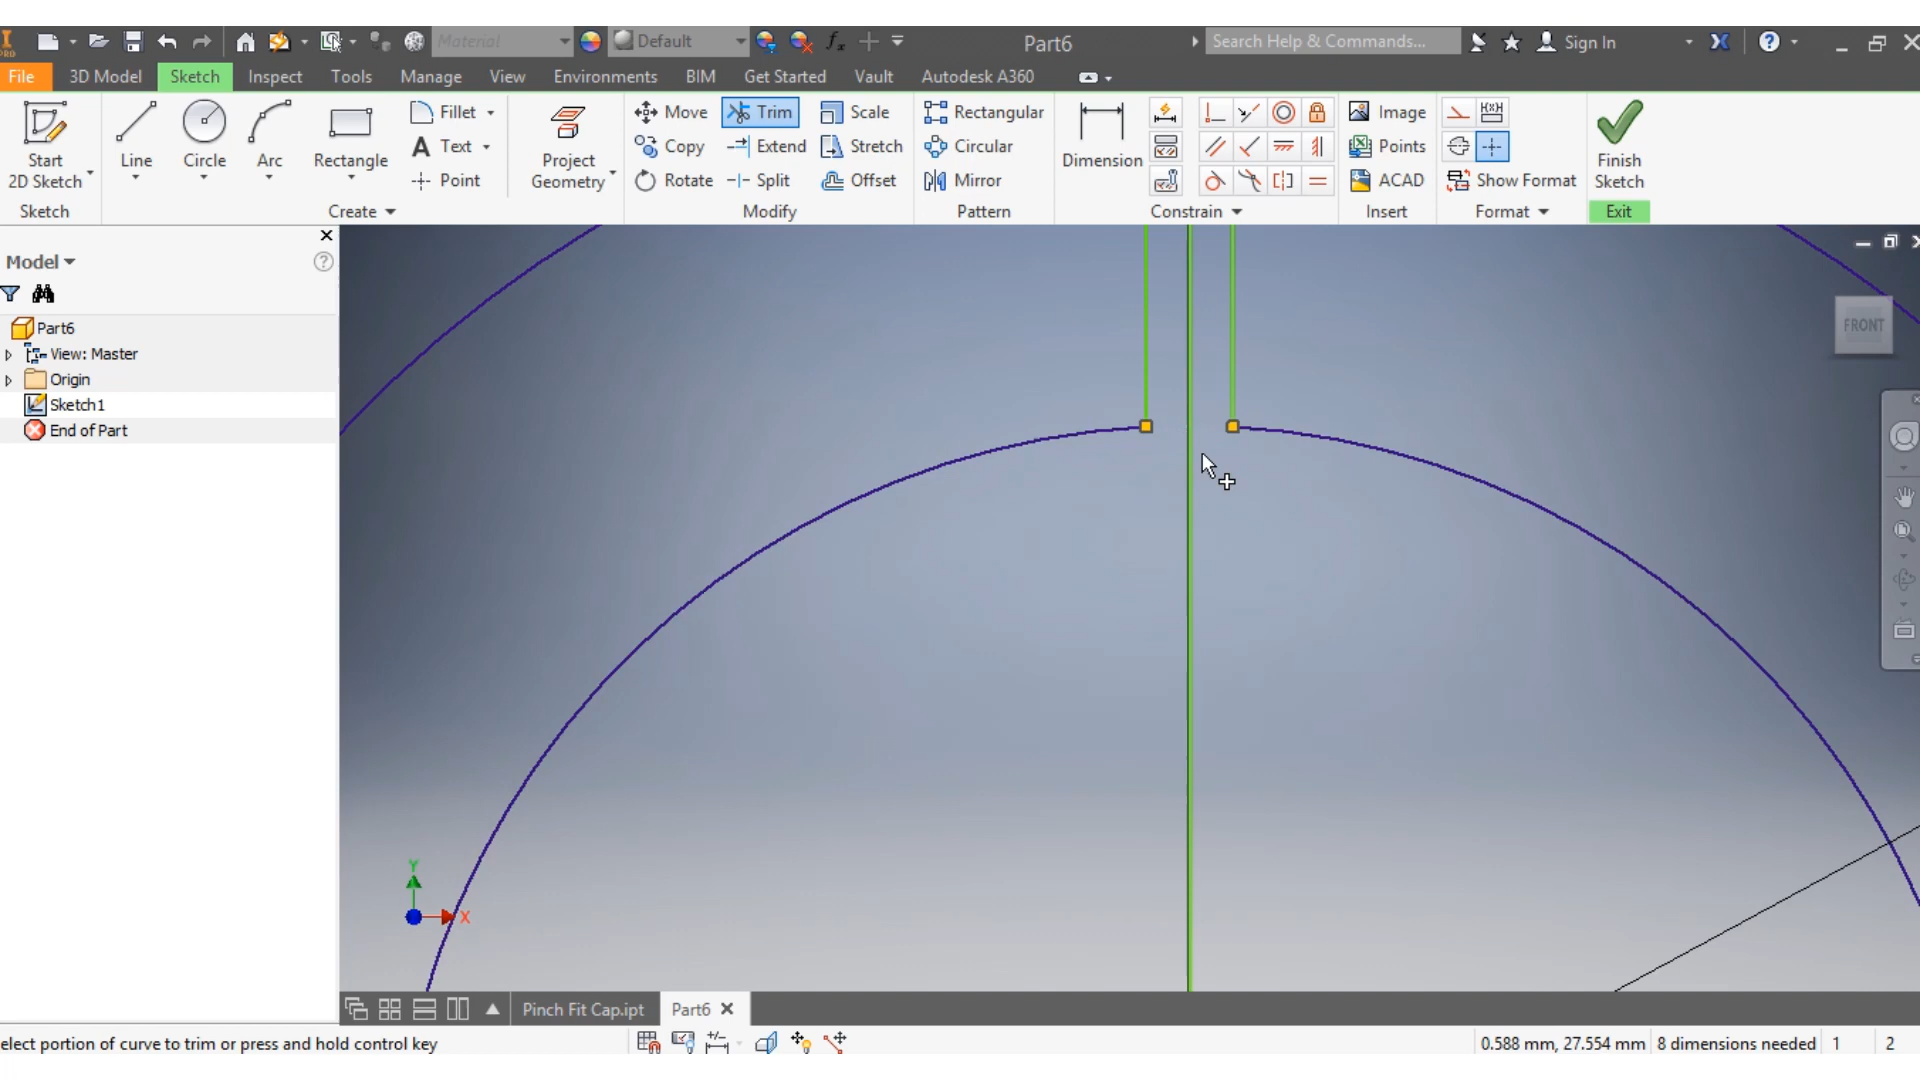 Material
Default
fx
Part6
Search Help & Commands...
Sign In
File
3D Model
Sketch
Inspect
Tools
Manage
View
Environments
BIM
Get Started
Vault
Autodesk A360
Start
2D Sketch
Line
Circle
Arc
Rectangle
Fillet
Text
Point
Project
Geometry
Move
Copy
Rotate
Trim
Extend
Split
Scale
Stretch
Offset
Rectangular
Circular
Mirror
Dimension
Image
Points
ACAD
Show Format
Finish
Sketch
Sketch
Create
Modify
Pattern
Constrain
Insert
Format
Exit
Model
Part6
View: Master
Origin
Sketch1
End of Part
FRONT
Y
X
Pinch Fit Cap.ipt
Part6
elect portion of curve to trim or press and hold control key
0.588 mm, 27.554 mm
8 dimensions needed
1
2